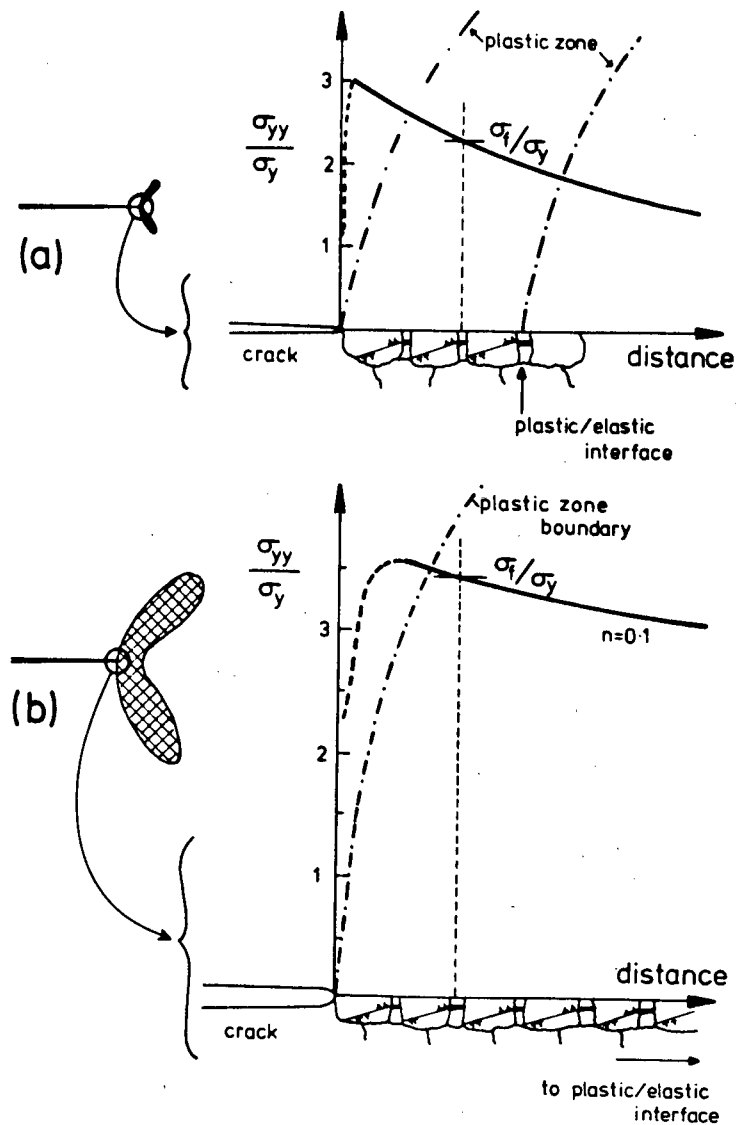 plastic zone
3
σyy
σy
σf/σy
2
1
(a)
crack
distance
plastic/elastic
interface
plastic zone
boundary
σyy
σy
σf/σy
3
n=0·1
(b)
2
1
distance
crack
to plastic/elastic
interface